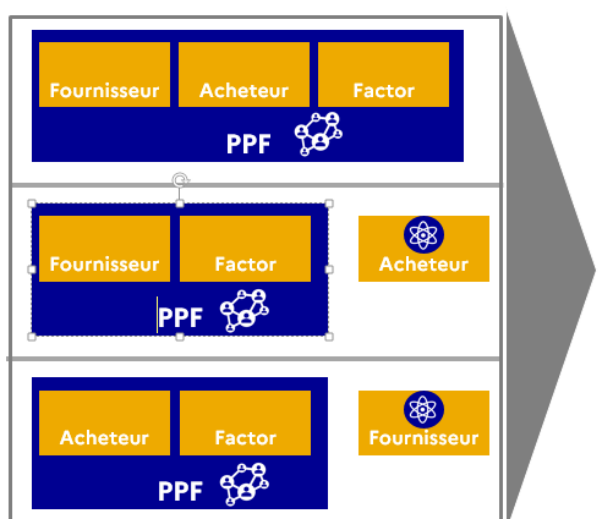 Fournisseur Acheteur Factor
PPF
Fournisseur Factor Acheteur
PPF
Acheteur Factor Fournisseur
PPF